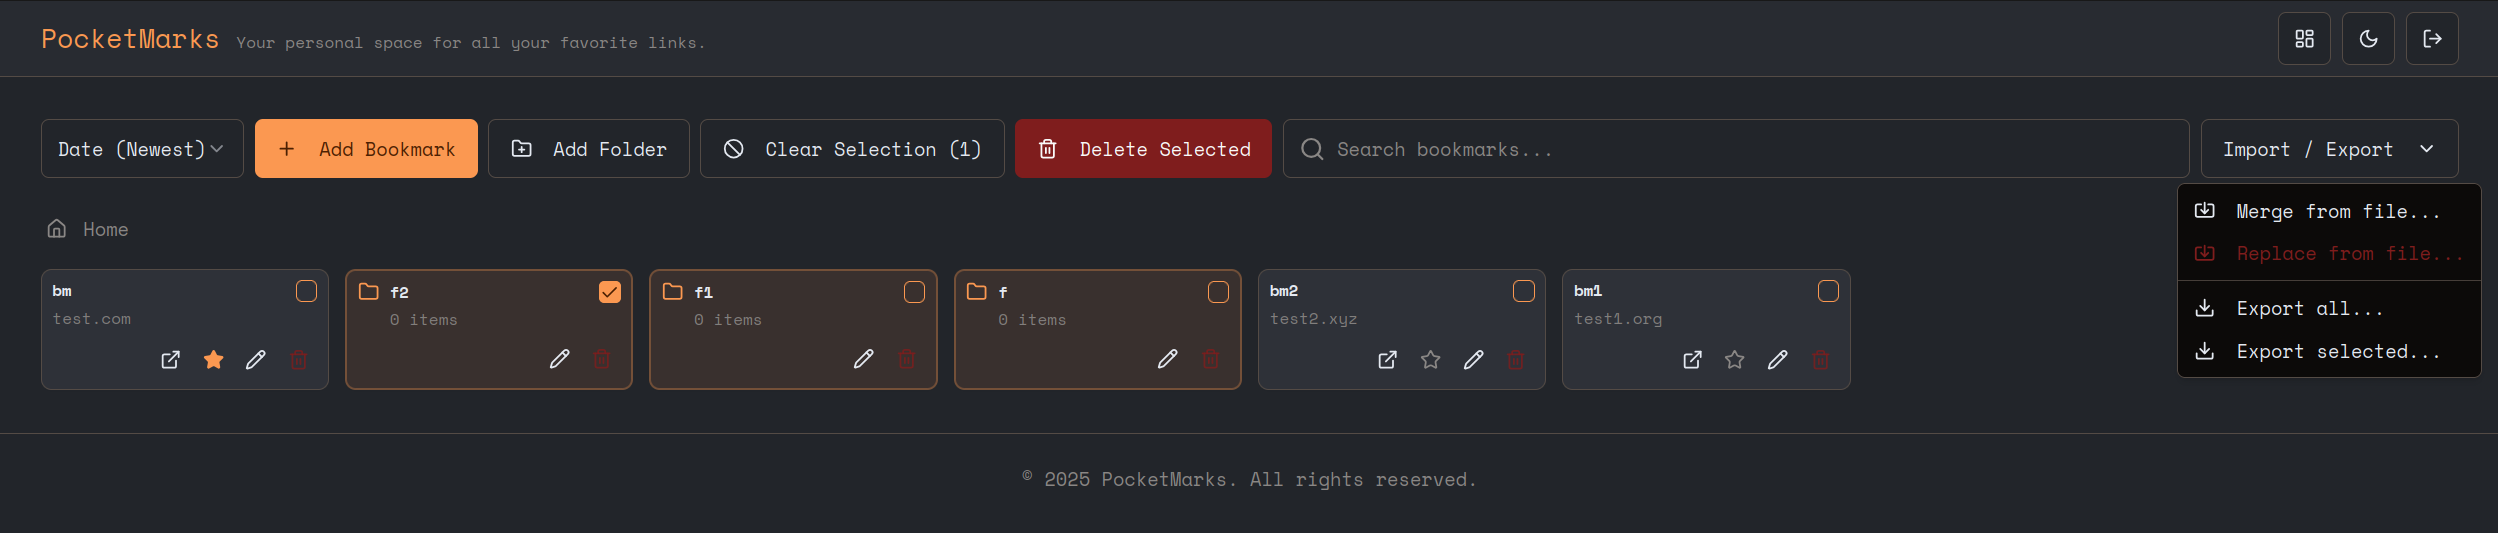 PocketMarks Your personal space for all your favorite links.
Date (Newest) Add Bookmark Add Folder Clear Selection (1) Delete Selected Search bookmarks... Import / Export
Merge from file...
Replace from file...
Export all...
Export selected...
Home
bm
test.com
f2
0 items
f1
0 items
f
0 items
bm2
test2.xyz
bm1
test1.org
© 2025 PocketMarks. All rights reserved.